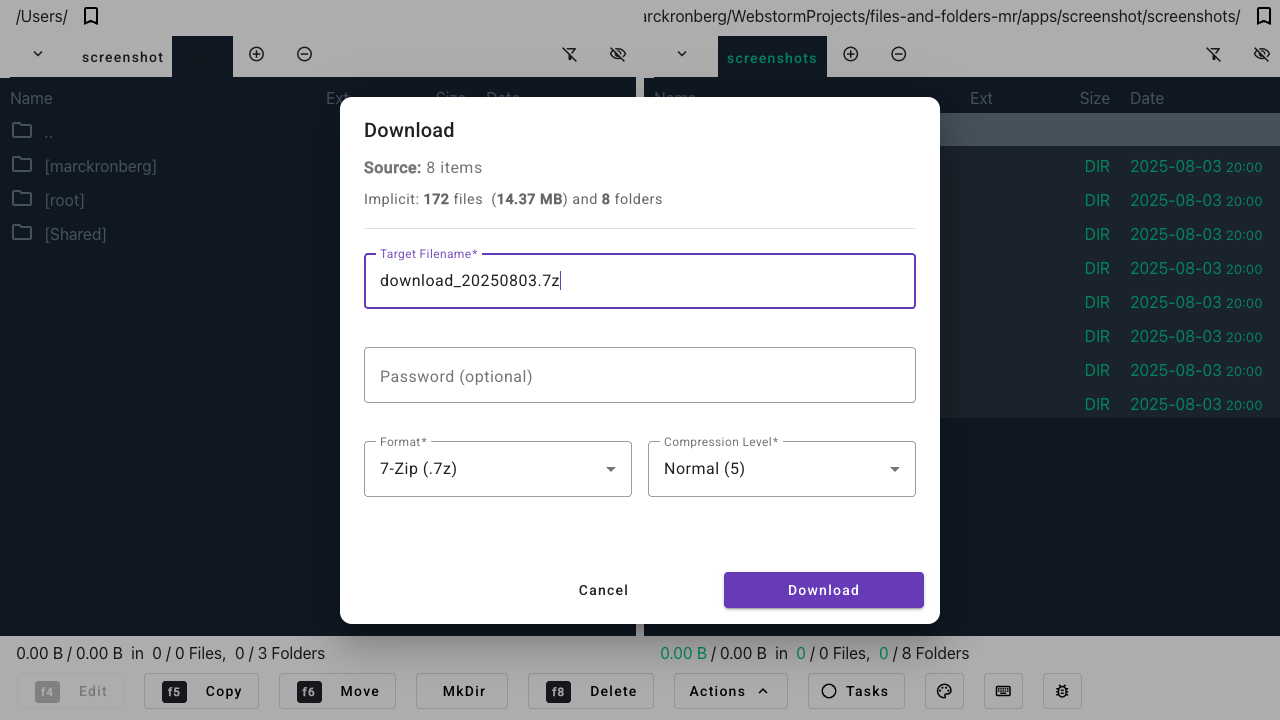 /Users/
arckronberg/WebstormProjects/files-and-folders-mr/apps/screenshot/screenshots/
screenshot
screenshots
Name Ext Size Date
Name Ext Size Date
..
[marckronberg]
[root]
[Shared]
DIR 2025-08-03 20:00
DIR 2025-08-03 20:00
DIR 2025-08-03 20:00
DIR 2025-08-03 20:00
DIR 2025-08-03 20:00
DIR 2025-08-03 20:00
DIR 2025-08-03 20:00
DIR 2025-08-03 20:00
Download
Source: 8 items
Implicit: 172 files (14.37 MB) and 8 folders
Target Filename*
download_20250803.7z
Password (optional)
Format*
7-Zip (.7z)
Compression Level*
Normal (5)
Cancel
Download
0.00 B / 0.00 B in 0 / 0 Files, 0 / 3 Folders
0.00 B / 0.00 B in 0 / 0 Files, 0 / 8 Folders
f4 Edit
f5 Copy
f6 Move
MkDir
f8 Delete
Actions
Tasks